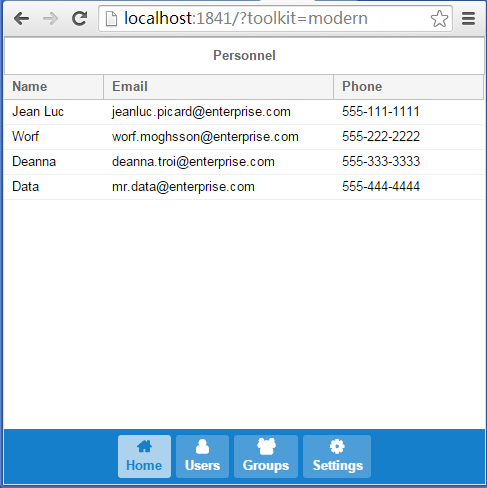 localhost:1841/?toolkit=modern
Personnel
Name Email Phone
Jean Luc jeanluc.picard@enterprise.com 555-111-1111
Worf worf.moghsson@enterprise.com 555-222-2222
Deanna deanna.troi@enterprise.com 555-333-3333
Data mr.data@enterprise.com 555-444-4444
Home Users Groups Settings